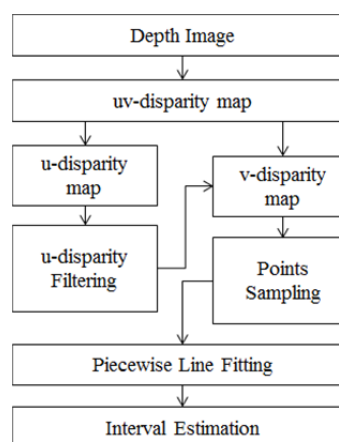 Depth Image
uv-disparity map
u-disparity
map
v-disparity
map
u-disparity
Filtering
Points
Sampling
Piecewise Line Fitting
Interval Estimation